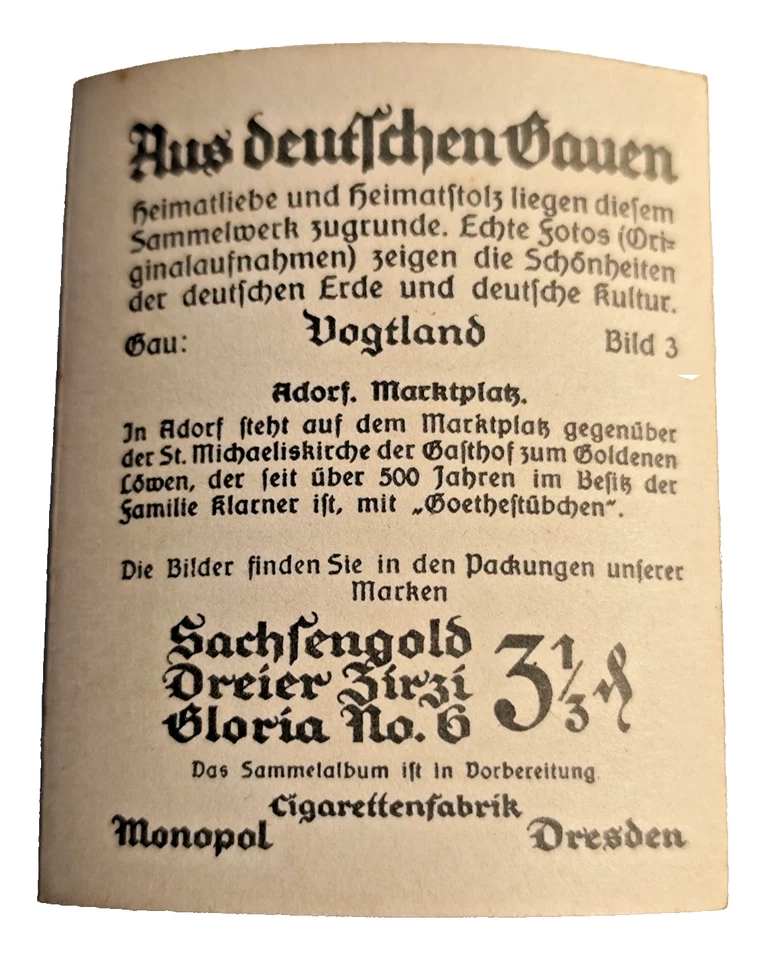 Aus deutſchen Gauen
Heimatliebe und Heimatſtolz liegen dieſem
Sammelwerk zugrunde. Echte Fotos (Ori-
ginalaufnahmen) zeigen die Schönheiten
der deutſchen Erde und deutſche Kultur.
Gau: Vogtland Bild 3
Adorf. Marktplatz.
In Adorf ſteht auf dem Marktplatz gegenüber
der St. Michaeliskirche der Gaſthof zum Goldenen
Löwen, der ſeit über 500 Jahren im Beſitz der
Familie Klarner iſt, mit „Goetheſtübchen“.
Die Bilder finden Sie in den Packungen unſerer
Marken
Sachſengold
Dreier Zirzi 3 1/3 ₰
Gloria No. 6
Das Sammelalbum iſt in Vorbereitung
Cigarettenfabrik
Monopol Dresden